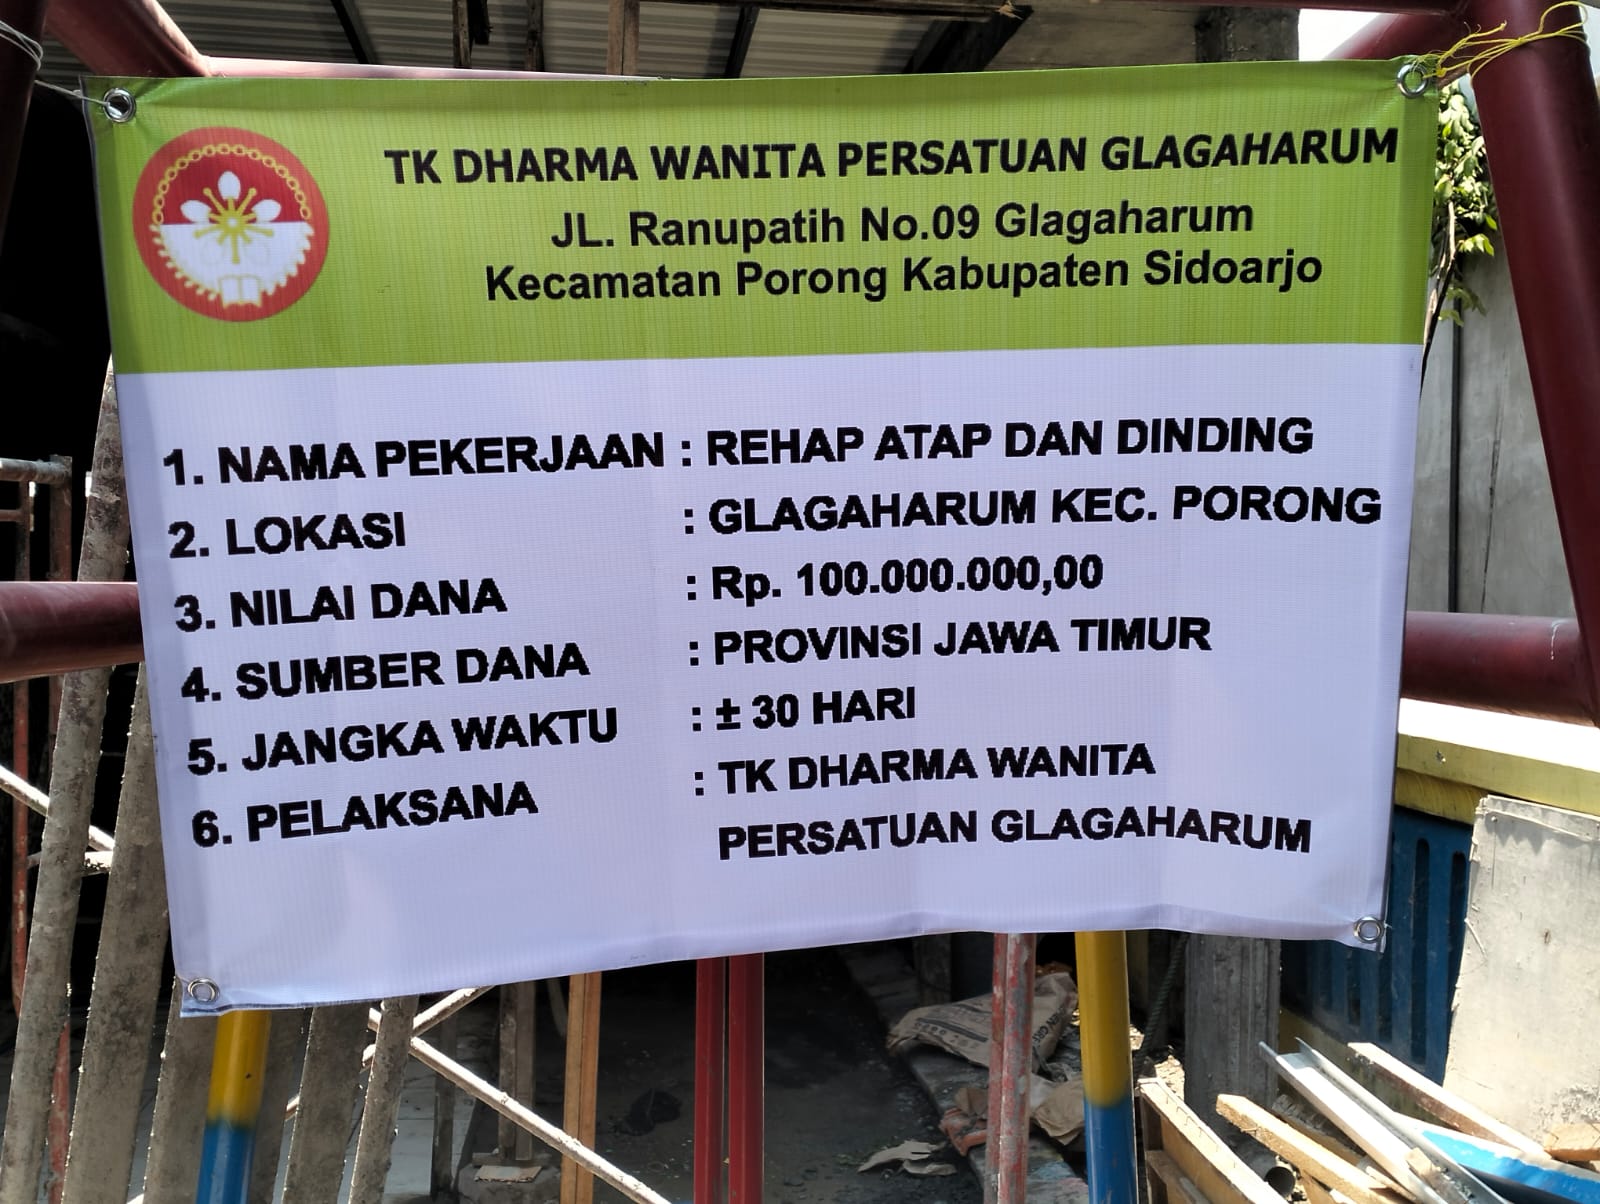 TK DHARMA WANITA PERSATUAN GLAGAHARUM
JL. Ranupatih No.09 Glagaharum
Kecamatan Porong Kabupaten Sidoarjo
1. NAMA PEKERJAAN : REHAP ATAP DAN DINDING
2. LOKASI : GLAGAHARUM KEC. PORONG
3. NILAI DANA : Rp. 100.000.000,00
4. SUMBER DANA : PROVINSI JAWA TIMUR
5. JANGKA WAKTU : ± 30 HARI
6. PELAKSANA : TK DHARMA WANITA
PERSATUAN GLAGAHARUM